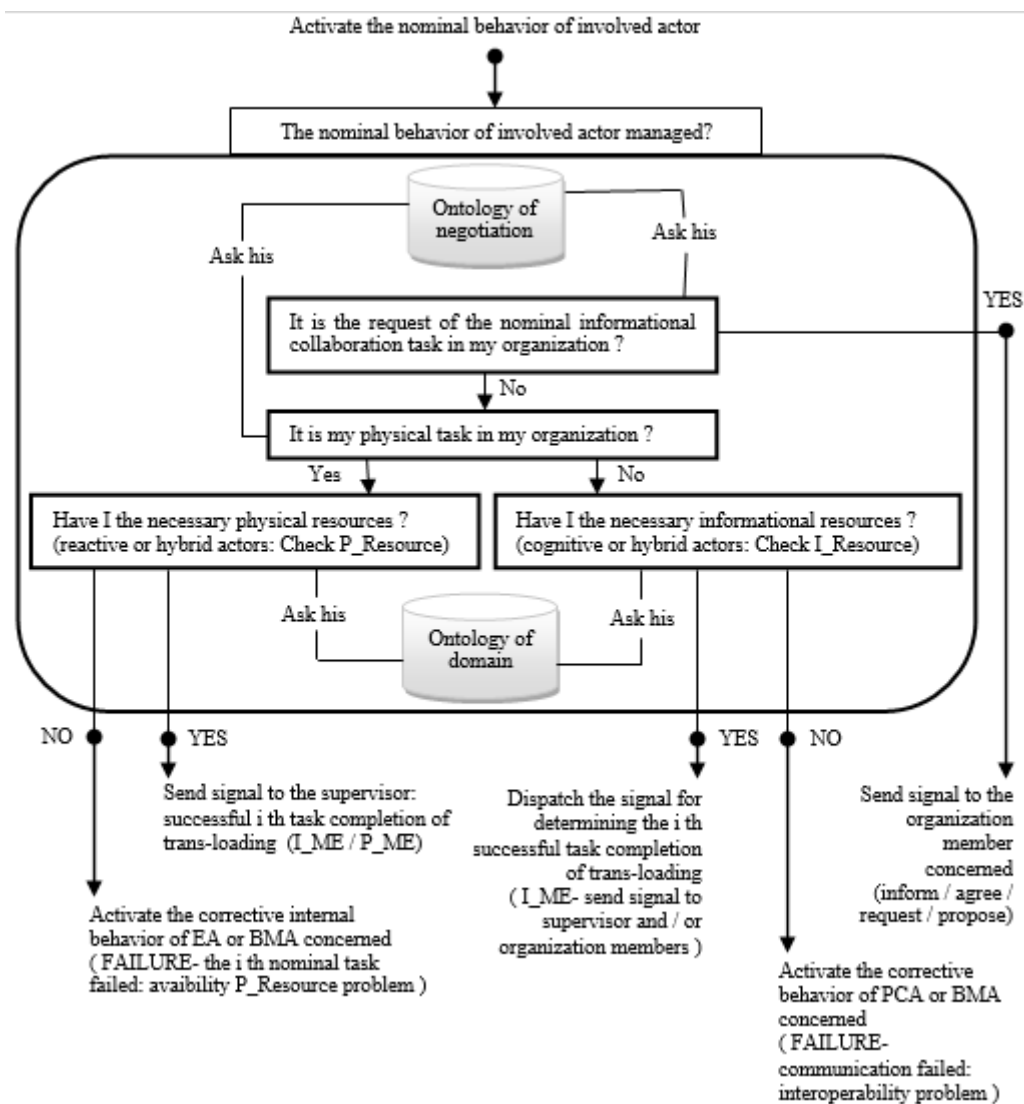 Activate the nominal behavior of involved actor
The nominal behavior of involved actor managed?
Ontology of
negotiation
Ask his
Ask his
YES
It is the request of the nominal informational
collaboration task in my organization ?
No
It is my physical task in my organization ?
Yes
No
Have I the necessary physical resources ?
(reactive or hybrid actors: Check P_Resource)
Have I the necessary informational resources ?
(cognitive or hybrid actors: Check I_Resource)
Ask his
Ask his
Ontology of
domain
NO
YES
YES
NO
Send signal to the supervisor:
successful i th task completion of
trans-loading (I_ME / P_ME)
Dispatch the signal for
determining the i th
successful task completion
of trans-loading
( I_ME- send signal to
supervisor and / or
organization members )
Send signal to the
organization
member
concerned
(inform / agree /
request / propose)
Activate the corrective internal
behavior of EA or BMA concerned
( FAILURE- the i th nominal task
failed: avaibility P_Resource problem )
Activate the corrective
behavior of PCA or BMA
concerned
( FAILURE-
communication failed:
interoperability problem )